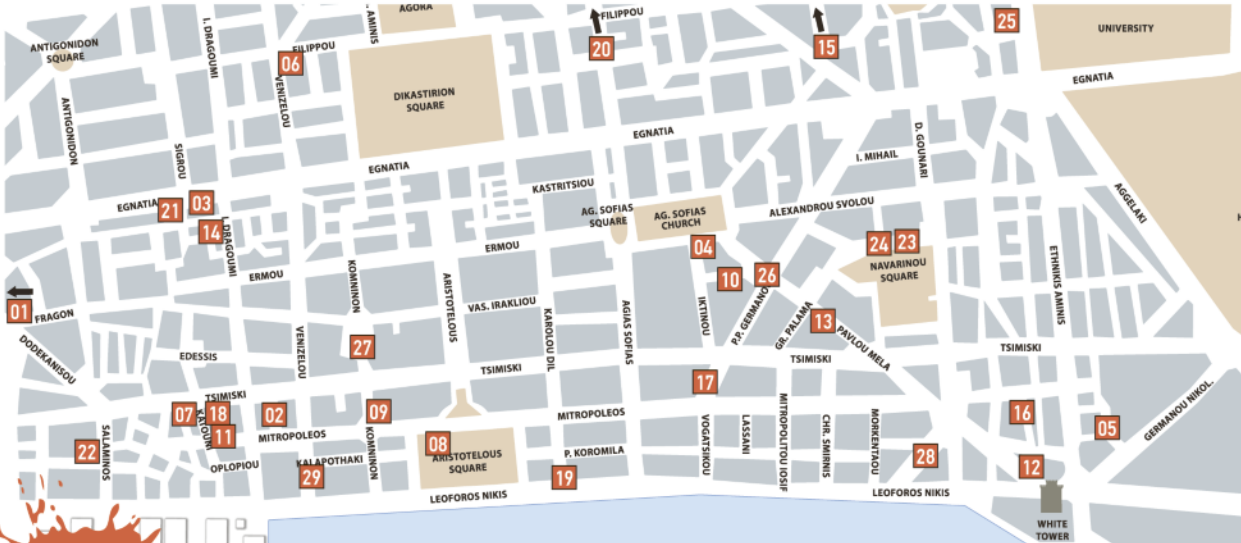 AGORA
FILIPPOU
25
UNIVERSITY
ANTIGONIDON
SQUARE
I. DRAGOUMI
AMINIS
FILIPPOU
06
20
15
VENIZELOU
EGNATIA
DIKASTIRION
SQUARE
ANTIGONIDON
SIGROU
EGNATIA
D. GOUNARI
I. MIHAIL
EGNATIA
KASTRITSIOU
AGGELAKI
EGNATIA
21
03
14
I. DRAGOUMI
AG. SOFIAS
SQUARE
AG. SOFIAS
CHURCH
ALEXANDROU SVOLOU
ERMOU
04
24
23
NAVARINOU
SQUARE
ETHNIKIS AMINIS
ERMOU
KOMNINON
ARISTOTELOUS
10
26
01
FRAGON
VAS. IRAKLIOU
KAROLOU DIL
AGIAS SOFIAS
IKTINOU
P.P. GERMANO
GR. PALAMA
13
PAVLOU MELA
DODEKANISOU
EDESSIS
VENIZELOU
27
TSIMISKI
TSIMISKI
TSIMISKI
17
TSIMISKI
07
KATOUNI
18
11
02
09
MITROPOLEOS
16
05
GERMANOU NIKOL.
22
SALAMINOS
MITROPOLEOS
KOMNINON
08
ARISTOTELOUS
SQUARE
P. KOROMILA
VOGATSIKOU
LASSANI
MITROPOLITOU IOSIF
CHR. SMIRNIS
MORKENTAOU
28
12
OPLOPIOU
KALAPOTHAKI
29
19
LEOFOROS NIKIS
LEOFOROS NIKIS
WHITE
TOWER